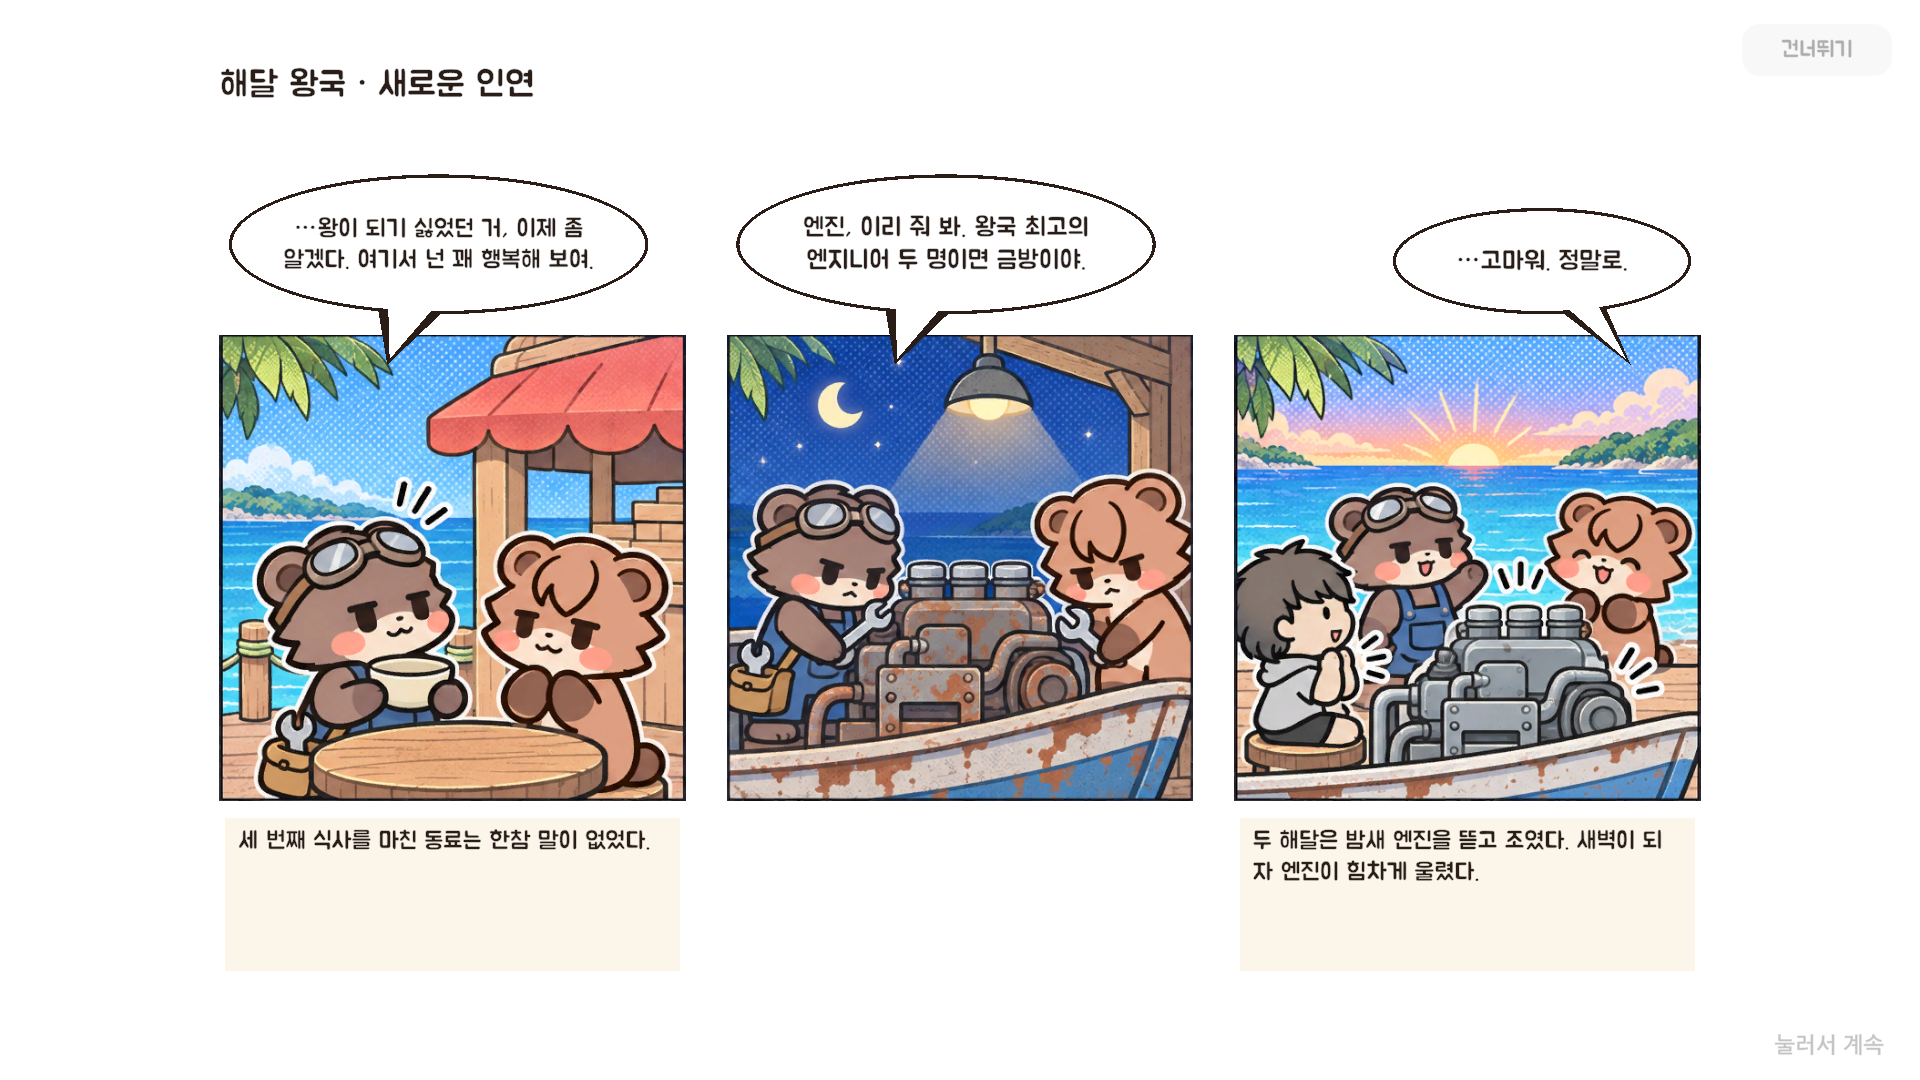 건너뛰기
해달 왕국 · 새로운 인연
…왕이 되기 싫었던 거, 이제 좀
알겠다. 여기서 넌 꽤 행복해 보여.
엔진, 이리 줘 봐. 왕국 최고의
엔지니어 두 명이면 금방이야.
…고마워. 정말로.
세 번째 식사를 마친 동료는 한참 말이 없었다.
두 해달은 밤새 엔진을 뜯고 조였다. 새벽이 되
자 엔진이 힘차게 울렸다.
눌러서 계속